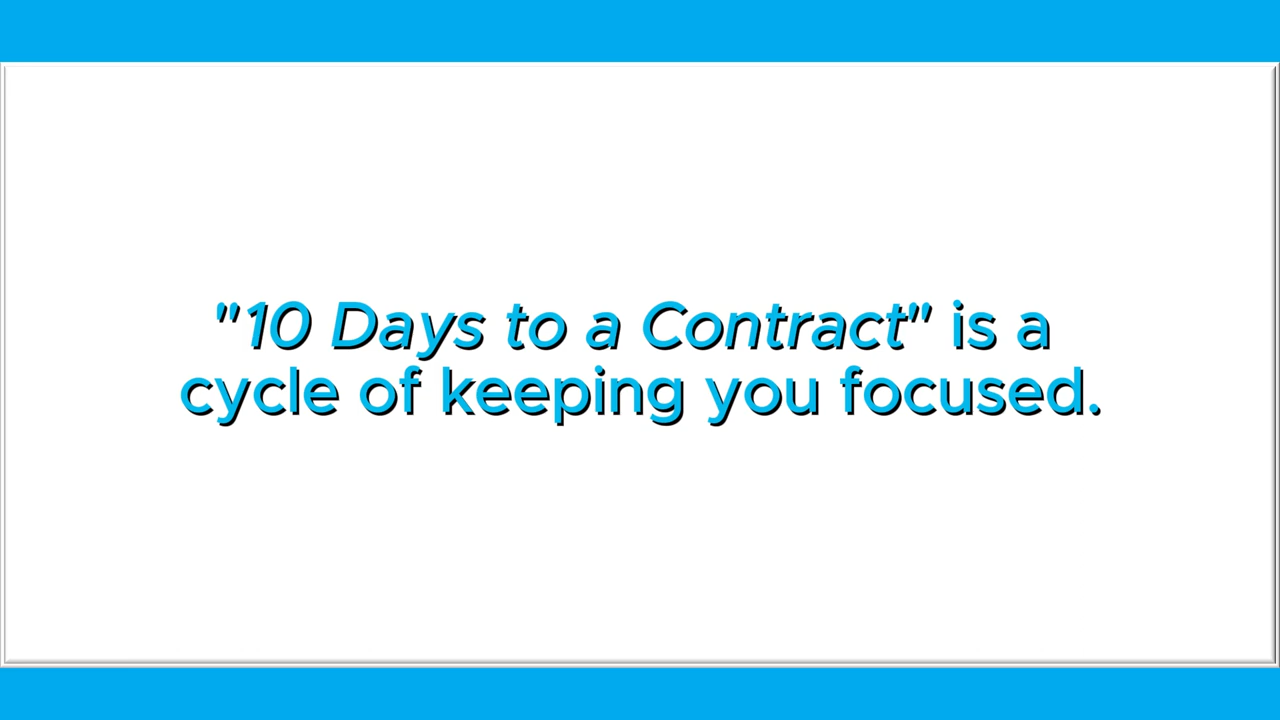 "10 Days to a Contract" is a
cycle of keeping you focused.